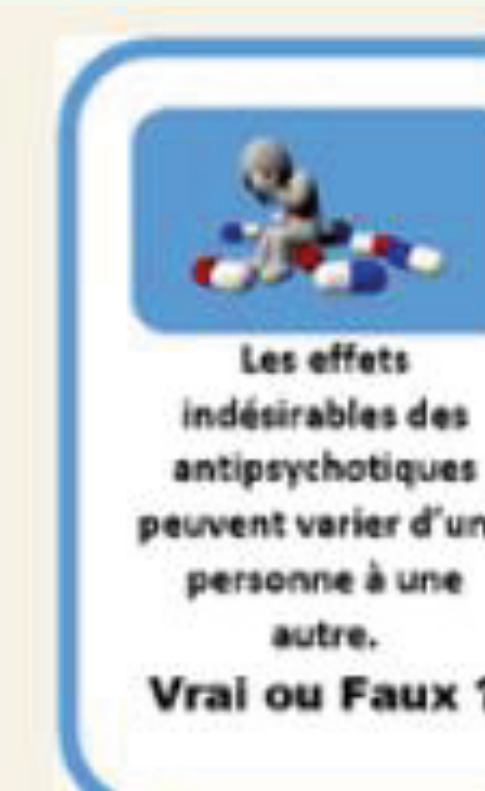 Les effets
indésirables des
antipsychotiques
peuvent varier d'un
personne à une
autre.
Vrai ou Faux ?